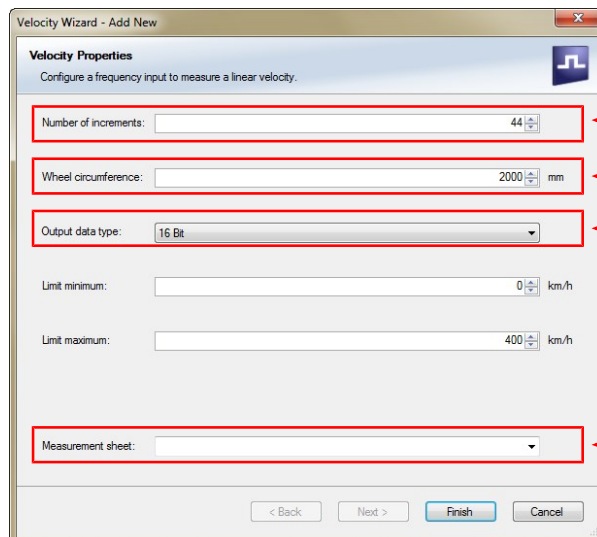 Velocity Wizard - Add New
Velocity Properties
Configure a frequency input to measure a linear velocity.
Number of increments: 44
Wheel circumference: 2000 mm
Output data type: 16 Bit
Limit minimum: 0 km/h
Limit maximum: 400 km/h
Measurement sheet:
< Back Next > Finish Cancel